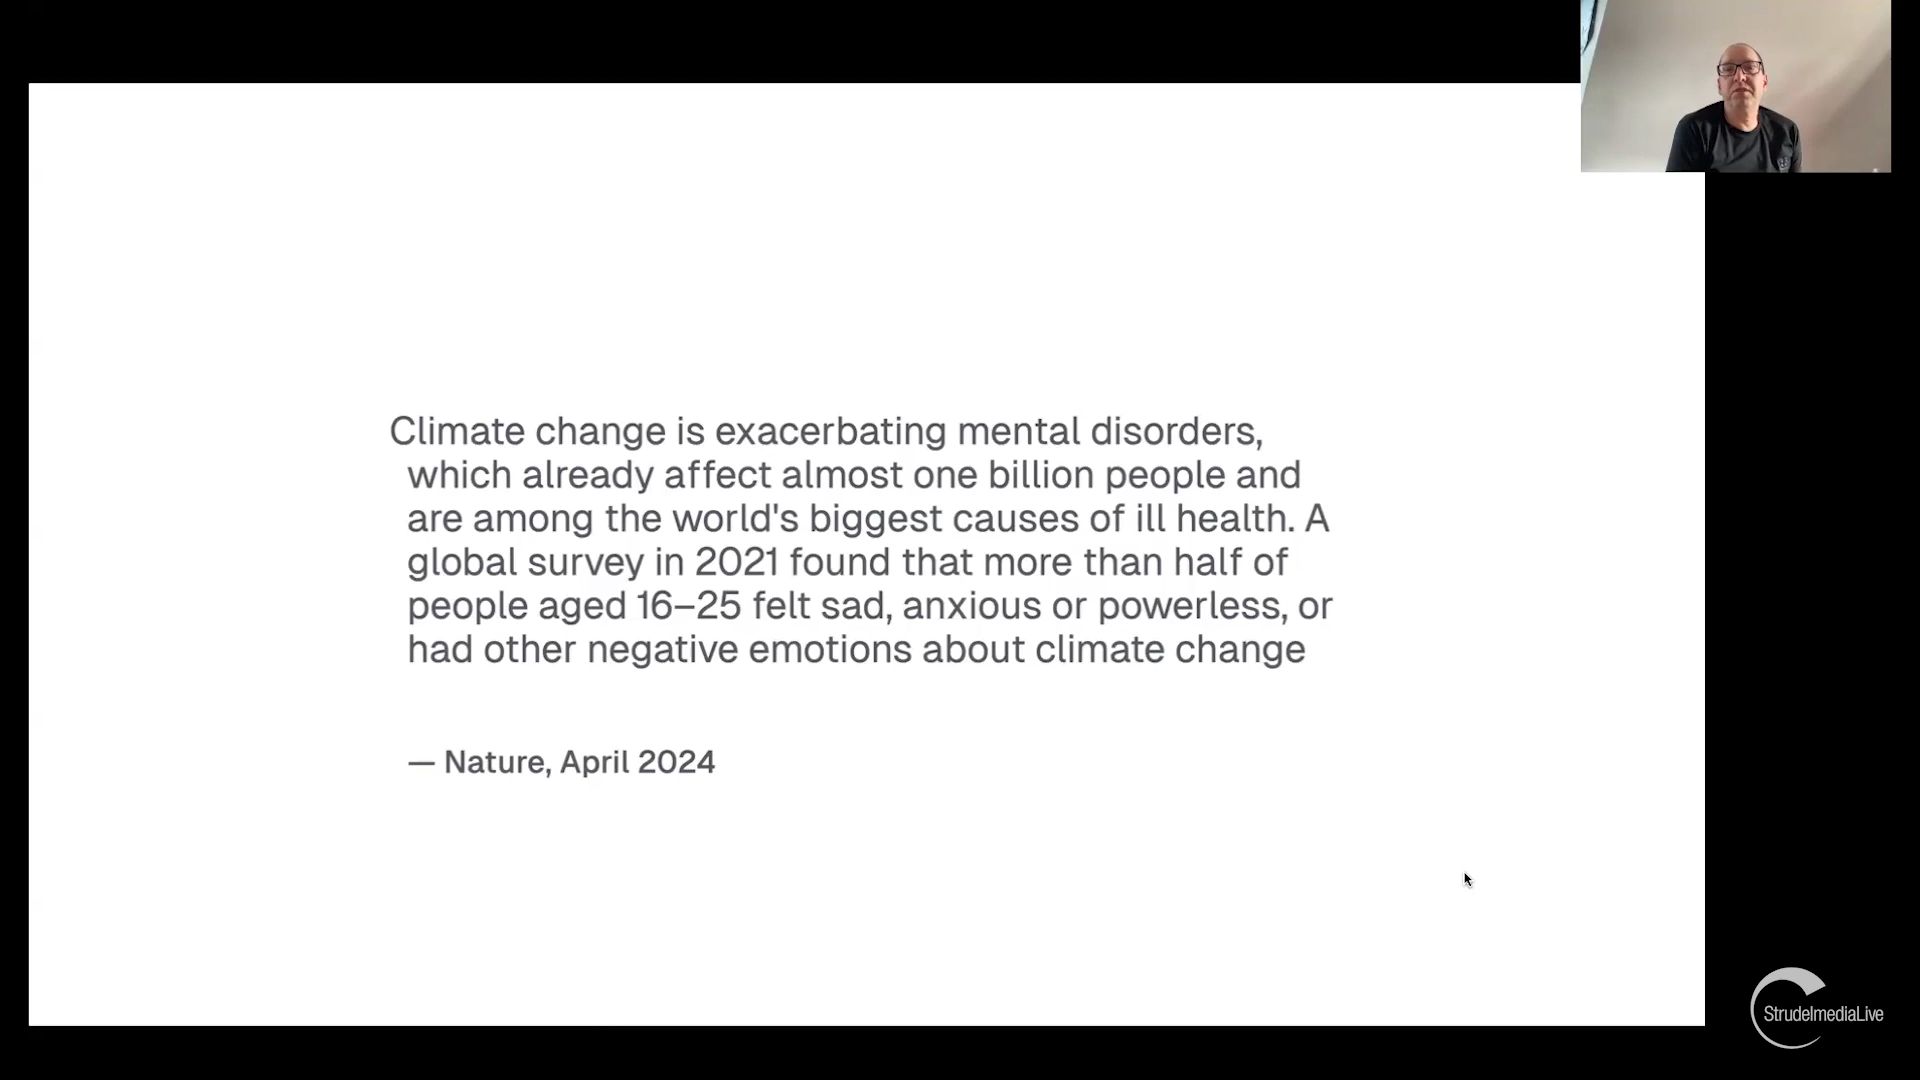 Climate change is exacerbating mental disorders,
which already affect almost one billion people and
are among the world's biggest causes of ill health. A
global survey in 2021 found that more than half of
people aged 16–25 felt sad, anxious or powerless, or
had other negative emotions about climate change
— Nature, April 2024
StrudelmediaLive